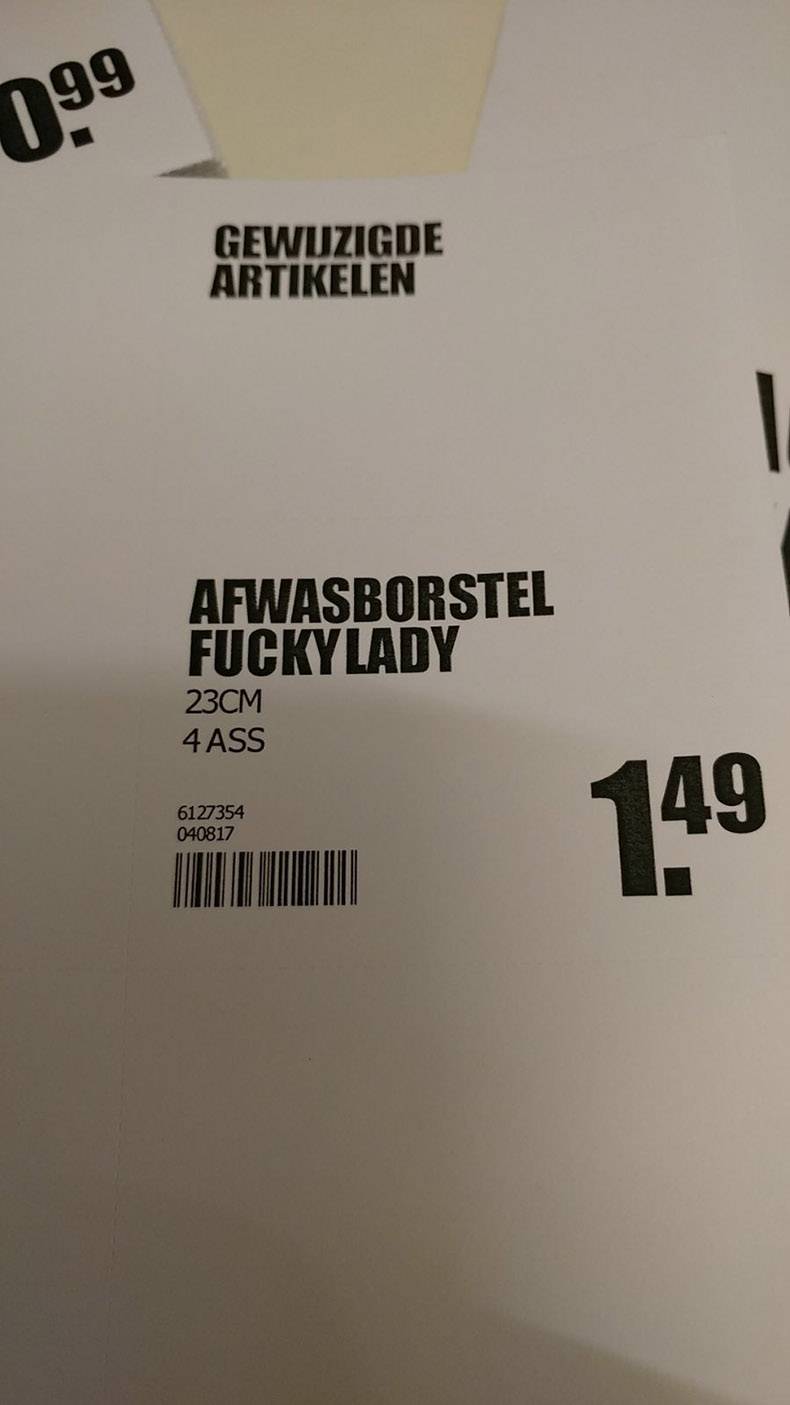 0.99
GEWIJZIGDE
ARTIKELEN
AFWASBORSTEL
FUCKYLADY
23CM
4 ASS
1.49
6127354
040817